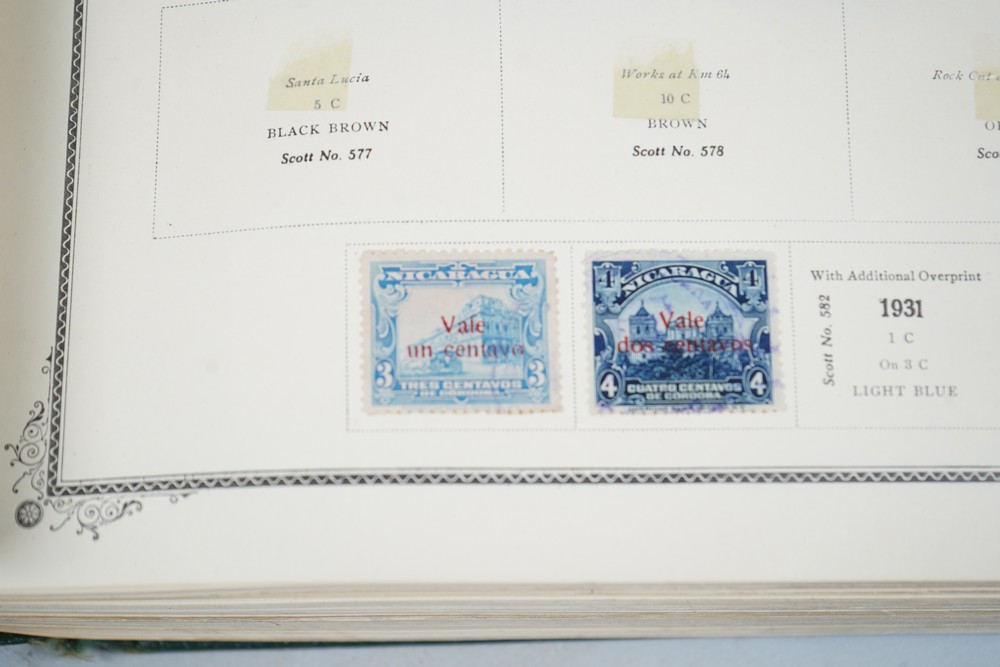 Santa Lucia
5 C
BLACK BROWN
Scott No. 577
Works at Km 64
10 C
BROWN
Scott No. 578
Rock Cut
NICARAGUA
Vale
un centavo
3 3
TRES CENTAVOS
DE CORDOBA
4 4
NICARAGUA
Vale
dos centavos
4 4
CUATRO CENTAVOS
DE CORDOBA
With Additional Overprint
1931
1 C
On 3 C
LIGHT BLUE
Scott No. 582